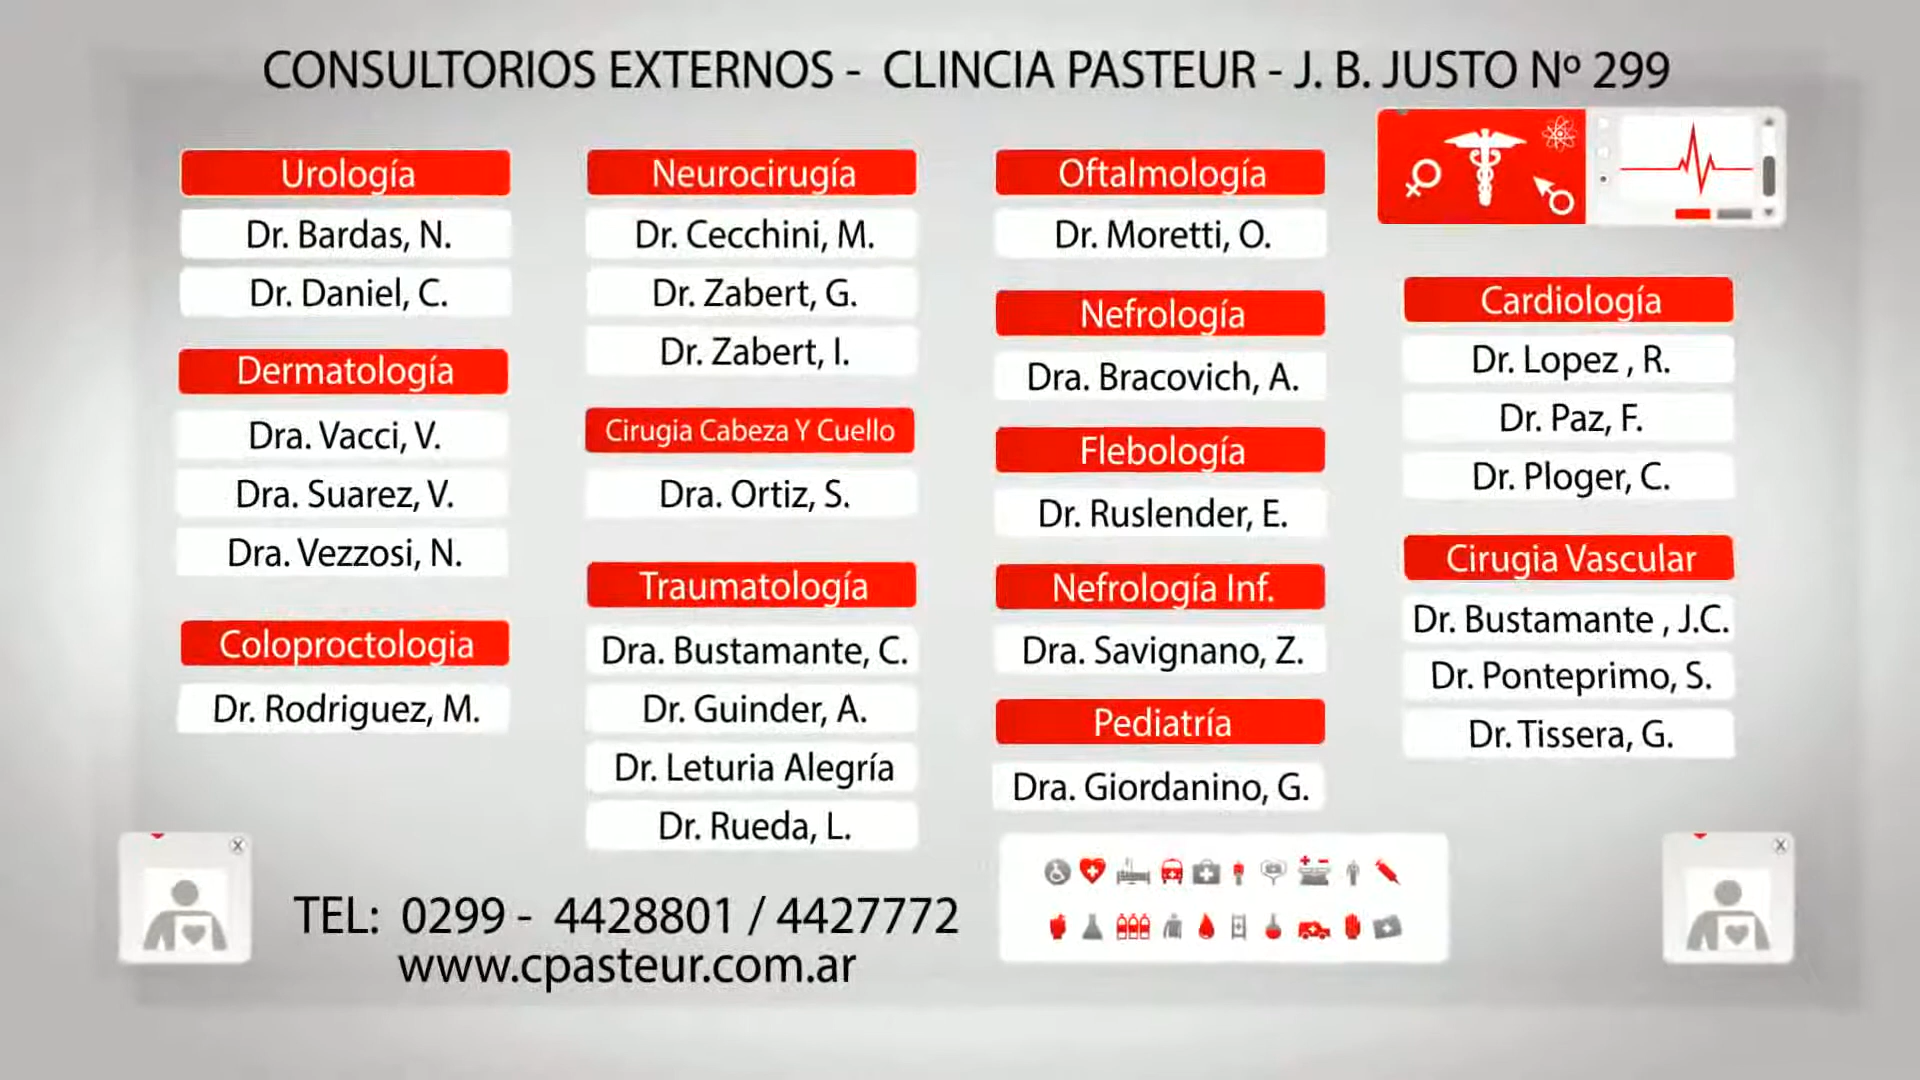 CONSULTORIOS EXTERNOS - CLINCIA PASTEUR - J. B. JUSTO Nº 299
Urología
Dr. Bardas, N.
Dr. Daniel, C.
Dermatología
Dra. Vacci, V.
Dra. Suarez, V.
Dra. Vezzosi, N.
Coloproctologia
Dr. Rodriguez, M.
Neurocirugía
Dr. Cecchini, M.
Dr. Zabert, G.
Dr. Zabert, I.
Cirugia Cabeza Y Cuello
Dra. Ortiz, S.
Traumatología
Dra. Bustamante, C.
Dr. Guinder, A.
Dr. Leturia Alegría
Dr. Rueda, L.
Oftalmología
Dr. Moretti, O.
Nefrología
Dra. Bracovich, A.
Flebología
Dr. Ruslender, E.
Nefrología Inf.
Dra. Savignano, Z.
Pediatría
Dra. Giordanino, G.
Cardiología
Dr. Lopez , R.
Dr. Paz, F.
Dr. Ploger, C.
Cirugia Vascular
Dr. Bustamante , J.C.
Dr. Ponteprimo, S.
Dr. Tissera, G.
TEL: 0299 - 4428801 / 4427772
www.cpasteur.com.ar